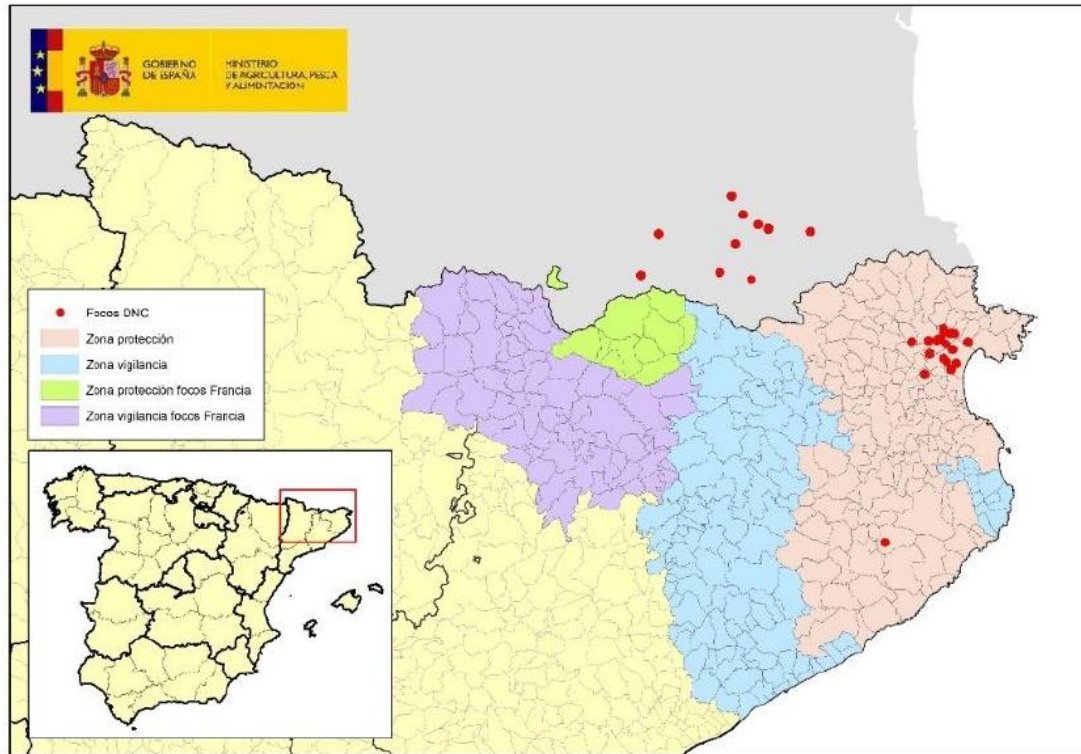 GOBIERNO
DE ESPAÑA
MINISTERIO
DE AGRICULTURA, PESCA
Y ALIMENTACIÓN
Focos DNC
Zona protección
Zona vigilancia
Zona protección focos Francia
Zona vigilancia focos Francia